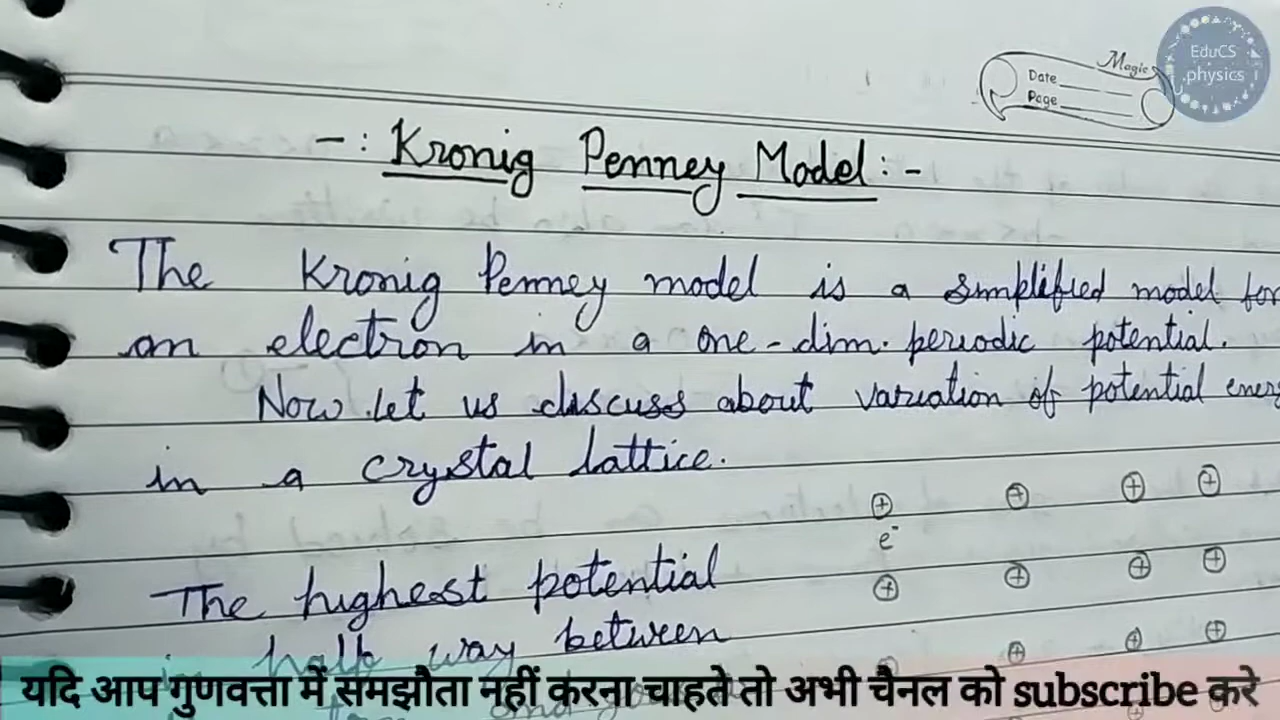 EduCS
physics
Magic
Date
Page
-: Kronig Penney Model :-
The Kronig Penney model is a simplified model for
an electron in a one-dim. periodic potential.
Now let us discuss about variation of potential energ
in a crystal lattice.
e-
The highest potential
half way between
यदि आप गुणवत्ता में समझौता नहीं करना चाहते तो अभी चैनल को subscribe करे